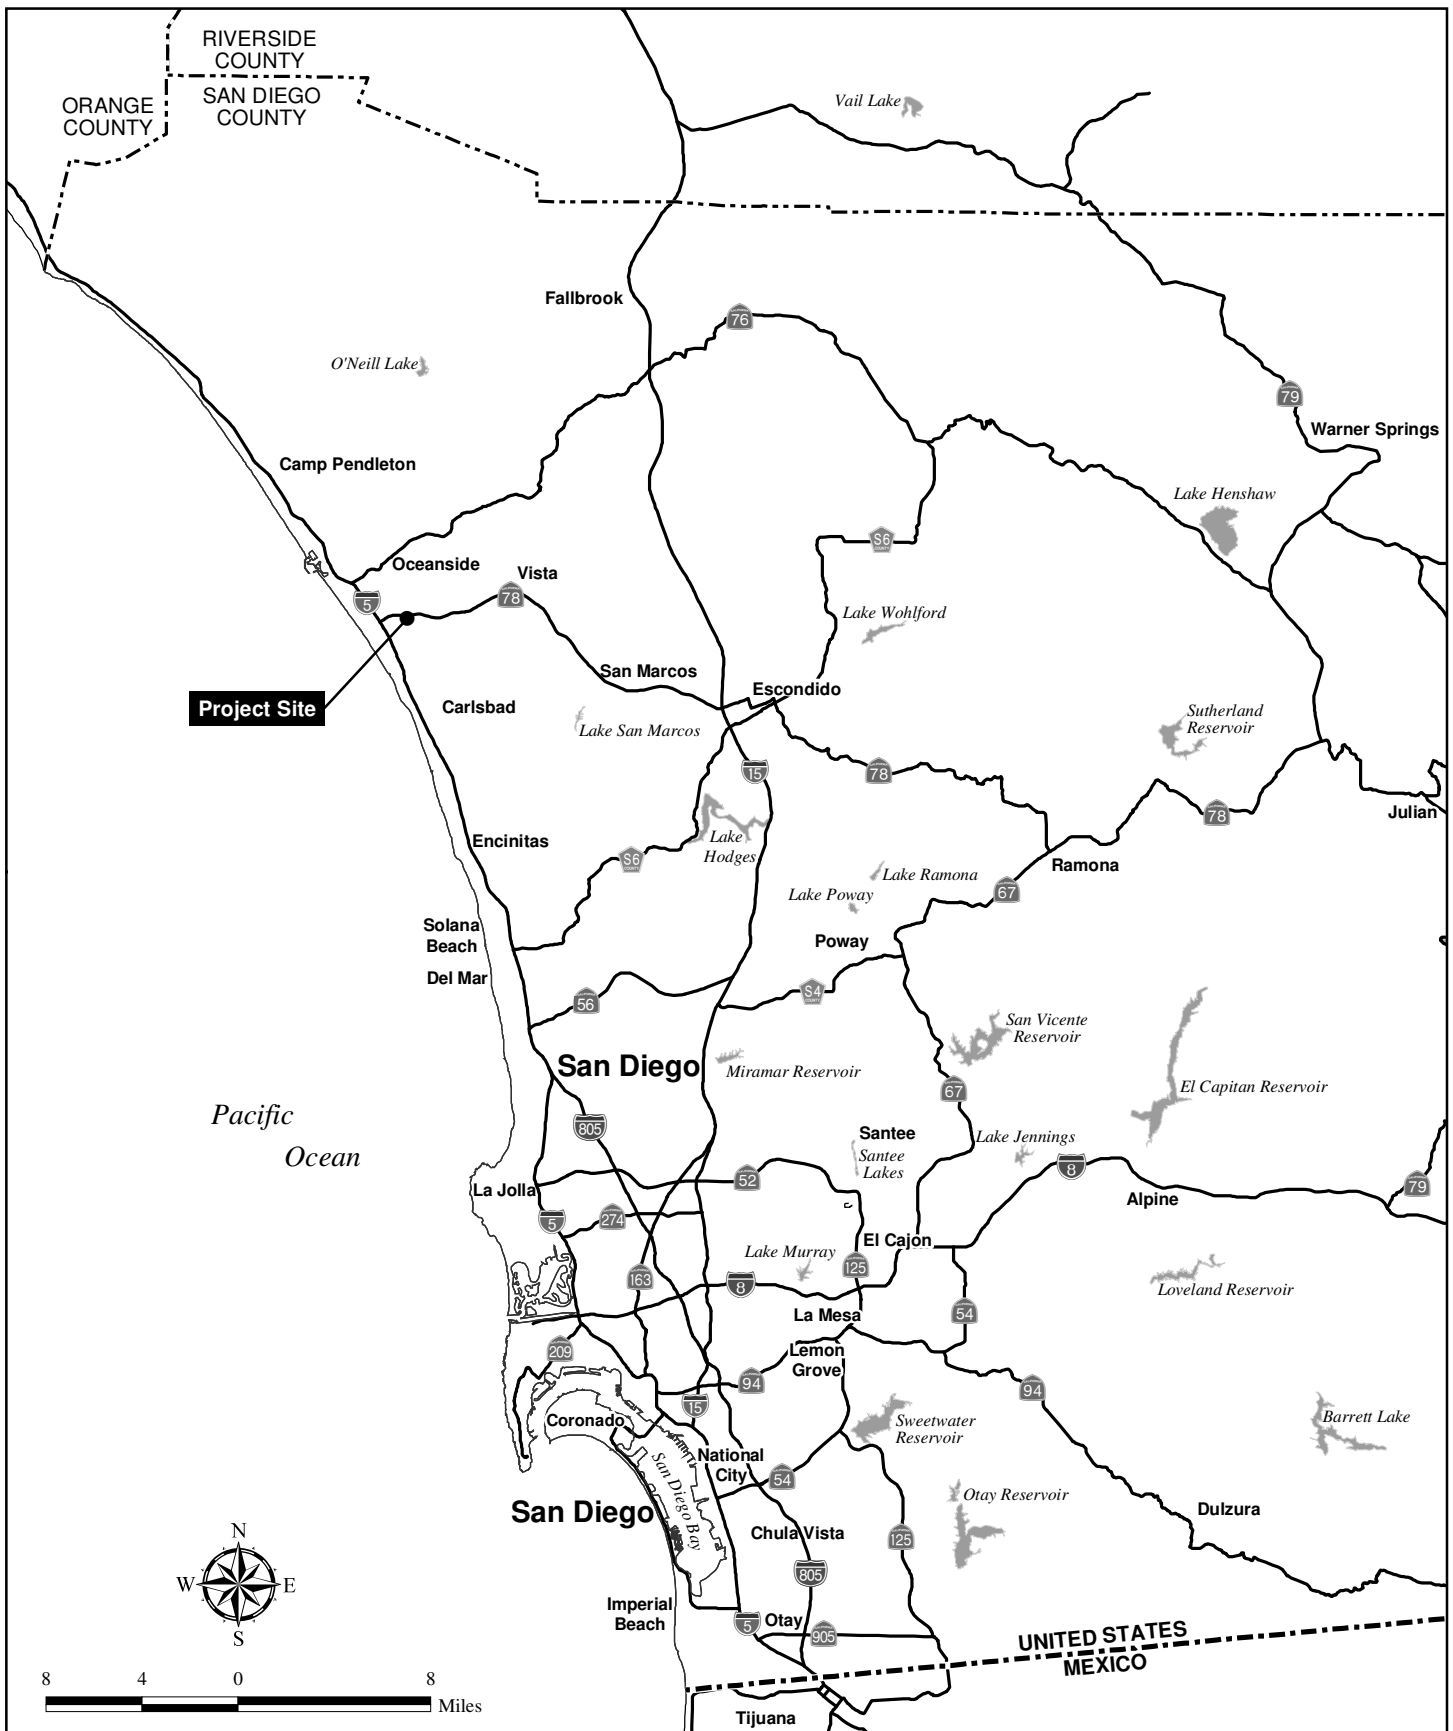 RIVERSIDE
COUNTY
ORANGE
COUNTY
SAN DIEGO
COUNTY
Vail Lake
Fallbrook
76
O'Neill Lake
79
Warner Springs
Camp Pendleton
Lake Henshaw
S6
COUNTY
Oceanside
Vista
5
78
Lake Wohlford
San Marcos
Escondido
Project Site
Carlsbad
Lake San Marcos
Sutherland
Reservoir
15
78
78
Julian
Encinitas
Lake
Hodges
S6
COUNTY
Ramona
Lake Ramona
67
Lake Poway
Solana
Beach
Poway
Del Mar
56
S4
COUNTY
San Vicente
Reservoir
San Diego
Miramar Reservoir
67
El Capitan Reservoir
Pacific
Ocean
805
Santee
Santee
Lakes
Lake Jennings
8
La Jolla
52
Alpine
79
5
274
El Cajon
Lake Murray
125
163
8
Loveland Reservoir
La Mesa
54
209
Lemon
Grove
94
94
15
Coronado
Sweetwater
Reservoir
Barrett Lake
National
City
54
San Diego Bay
Otay Reservoir
San Diego
Dulzura
Chula Vista
125
805
N
W
E
S
Imperial
Beach
5
Otay
905
UNITED STATES
MEXICO
8
4
0
8
Miles
Tijuana